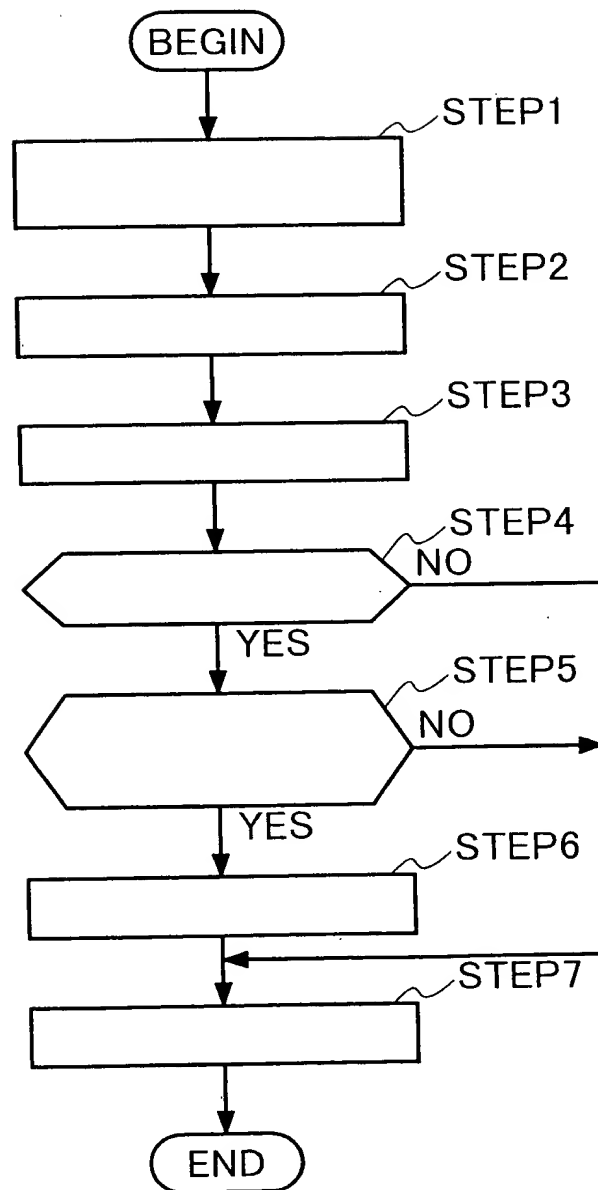 BEGIN
STEP1
STEP2
STEP3
STEP4
NO
YES
STEP5
NO
YES
STEP6
STEP7
END